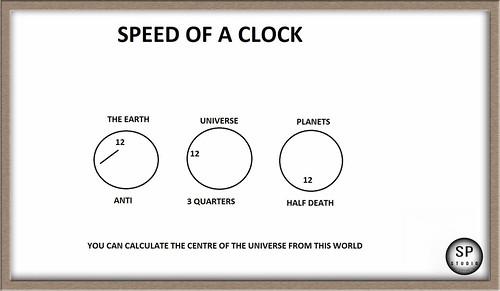 SPEED OF A CLOCK
THE EARTH
UNIVERSE
PLANETS
12
12
12
ANTI
3 QUARTERS
HALF DEATH
YOU CAN CALCULATE THE CENTRE OF THE UNIVERSE FROM THIS WORLD
SP
STUDIO